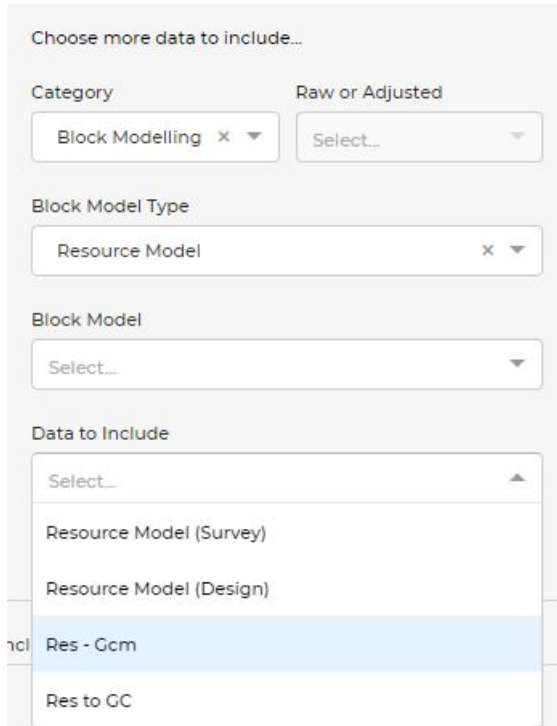 Choose more data to include...
Category Raw or Adjusted
Block Modelling × Select...
Block Model Type
Resource Model ×
Block Model
Select...
Data to Include
Select...
Resource Model (Survey)
Resource Model (Design)
Res - Gcm
Res to GC